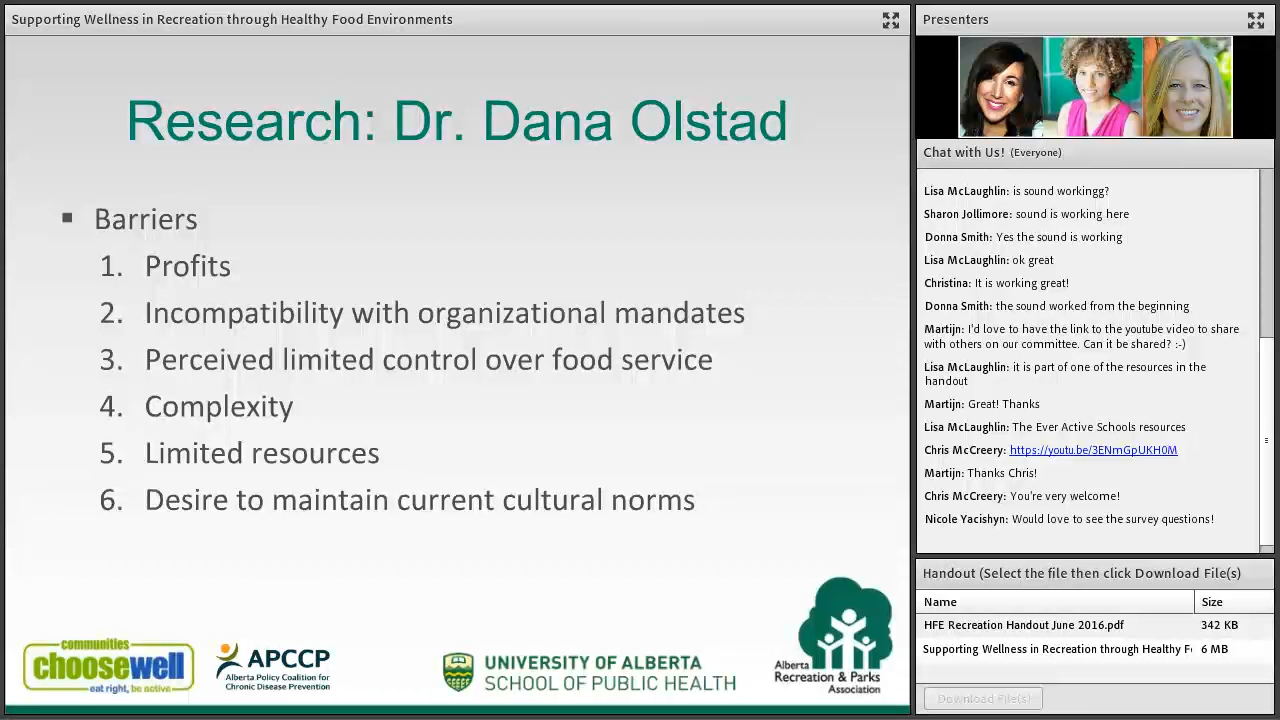 Supporting Wellness in Recreation through Healthy Food Environments
Research: Dr. Dana Olstad
▪ Barriers
1. Profits
2. Incompatibility with organizational mandates
3. Perceived limited control over food service
4. Complexity
5. Limited resources
6. Desire to maintain current cultural norms
communities
choosewell
eat right, be active
APCCP
Alberta Policy Coalition for
Chronic Disease Prevention
UNIVERSITY OF ALBERTA
SCHOOL OF PUBLIC HEALTH
Alberta
Recreation & Parks
Association
Presenters
Chat with Us! (Everyone)
Lisa McLaughlin: is sound workingg?
Sharon Jollimore: sound is working here
Donna Smith: Yes the sound is working
Lisa McLaughlin: ok great
Christina: It is working great!
Donna Smith: the sound worked from the beginning
Martijn: I'd love to have the link to the youtube video to share
with others on our committee. Can it be shared? :-)
Lisa McLaughlin: it is part of one of the resources in the
handout
Martijn: Great! Thanks
Lisa McLaughlin: The Ever Active Schools resources
Chris McCreery: https://youtu.be/3ENmGpUKH0M
Martijn: Thanks Chris!
Chris McCreery: You're very welcome!
Nicole Yacishyn: Would love to see the survey questions!
Handout (Select the file then click Download File(s)
Name Size
HFE Recreation Handout June 2016.pdf 342 KB
Supporting Wellness in Recreation through Healthy F 6 MB
Download File(s)